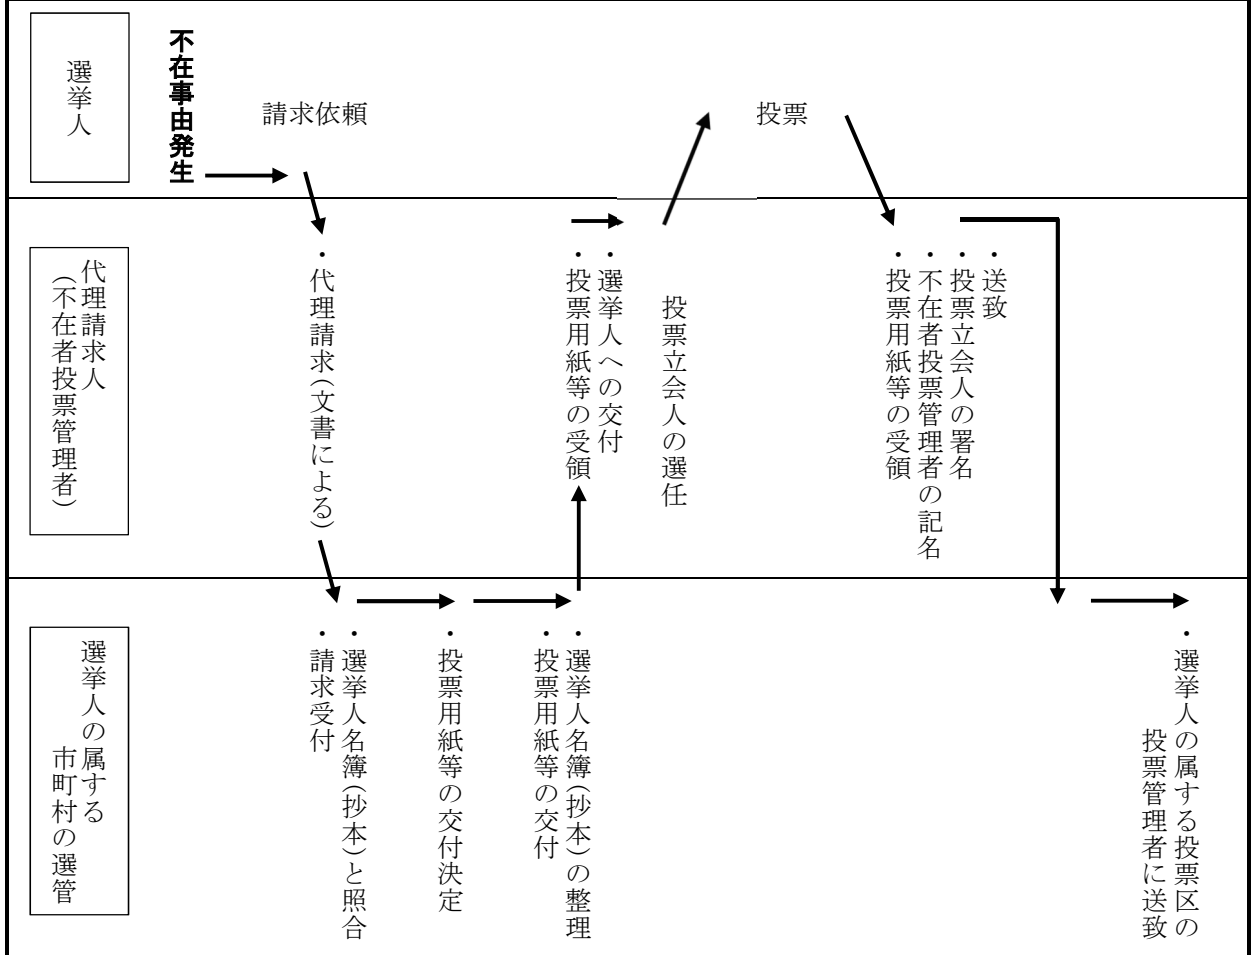 選挙人
不在事由発生
請求依頼
投票
代理請求人
(不在者投票管理者)
・代理請求(文書による)
・投票用紙等の受領
・選挙人への交付
投票立会人の選任
・投票用紙等の受領
・不在者投票管理者の記名
・投票立会人の署名
・送致
選挙人の属する
市町村の選管
・請求受付
・選挙人名簿(抄本)と照合
・投票用紙等の交付決定
・投票用紙等の交付
・選挙人名簿(抄本)の整理
・選挙人の属する投票区の
投票管理者に送致